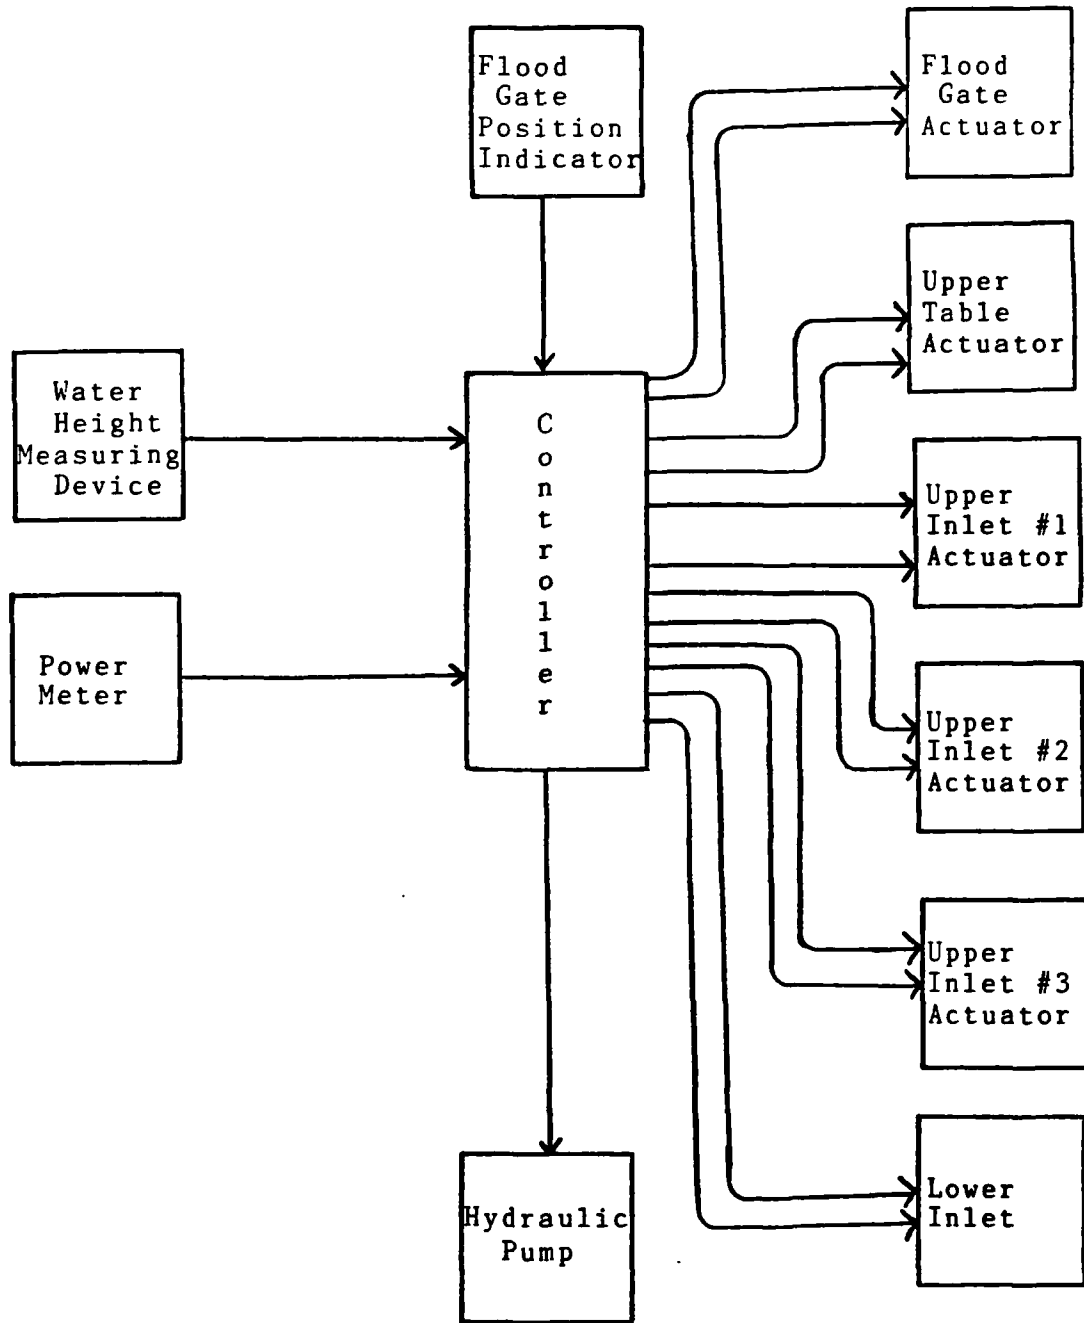 Flood
Gate
Position
Indicator
Flood
Gate
Actuator
Upper
Table
Actuator
Water
Height
Measuring
Device
Controller
Upper
Inlet #1
Actuator
Power
Meter
Upper
Inlet #2
Actuator
Upper
Inlet #3
Actuator
Hydraulic
Pump
Lower
Inlet